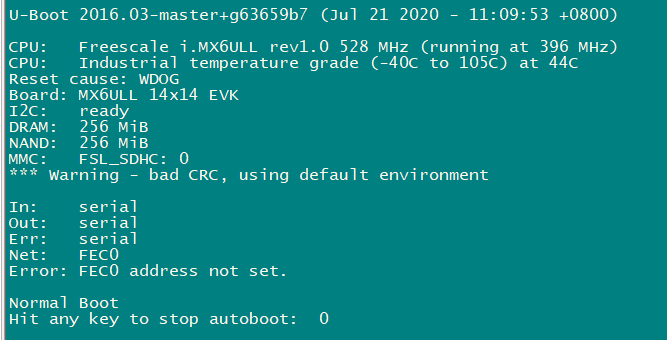 U-Boot 2016.03-master+g63659b7 (Jul 21 2020 - 11:09:53 +0800)
CPU: Freescale i.MX6ULL rev1.0 528 MHz (running at 396 MHz)
CPU: Industrial temperature grade (-40C to 105C) at 44C
Reset cause: WDOG
Board: MX6ULL 14x14 EVK
I2C: ready
DRAM: 256 MiB
NAND: 256 MiB
MMC: FSL_SDHC: 0
*** Warning - bad CRC, using default environment
In: serial
Out: serial
Err: serial
Net: FEC0
Error: FEC0 address not set.
Normal Boot
Hit any key to stop autoboot: 0